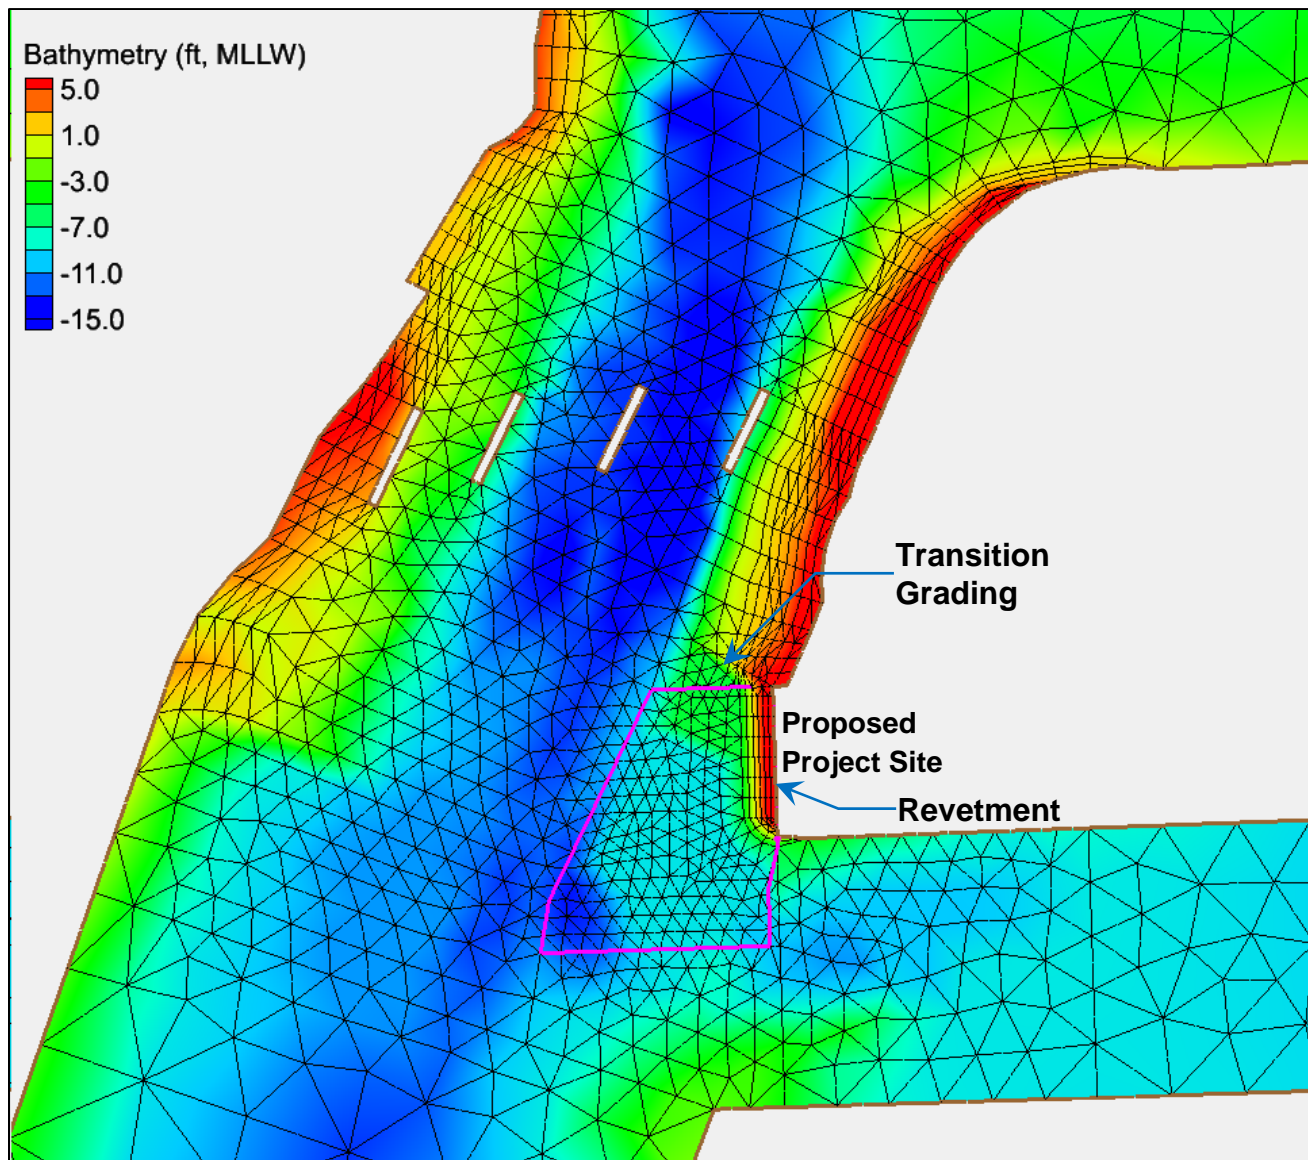 Bathymetry (ft, MLLW)
5.0
1.0
-3.0
-7.0
-11.0
-15.0
Transition
Grading
Proposed
Project Site
Revetment